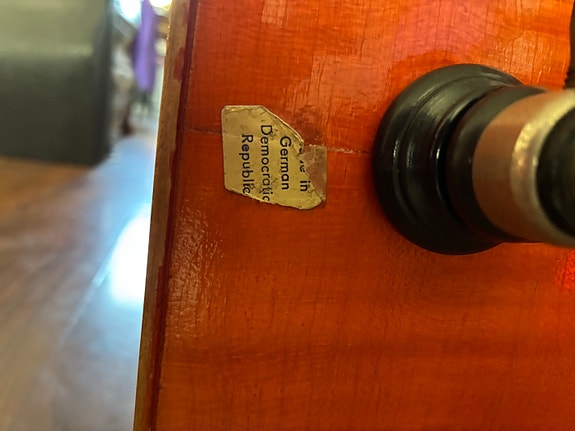 in
German
Democratic
Republic